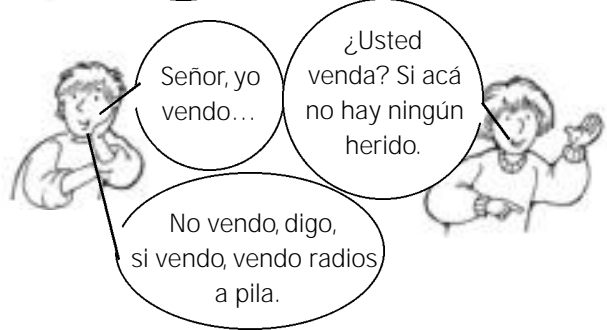 Señor, yo
vendo...
¿Usted
venda? Si acá
no hay ningún
herido.
No vendo, digo,
si vendo, vendo radios
a pila.